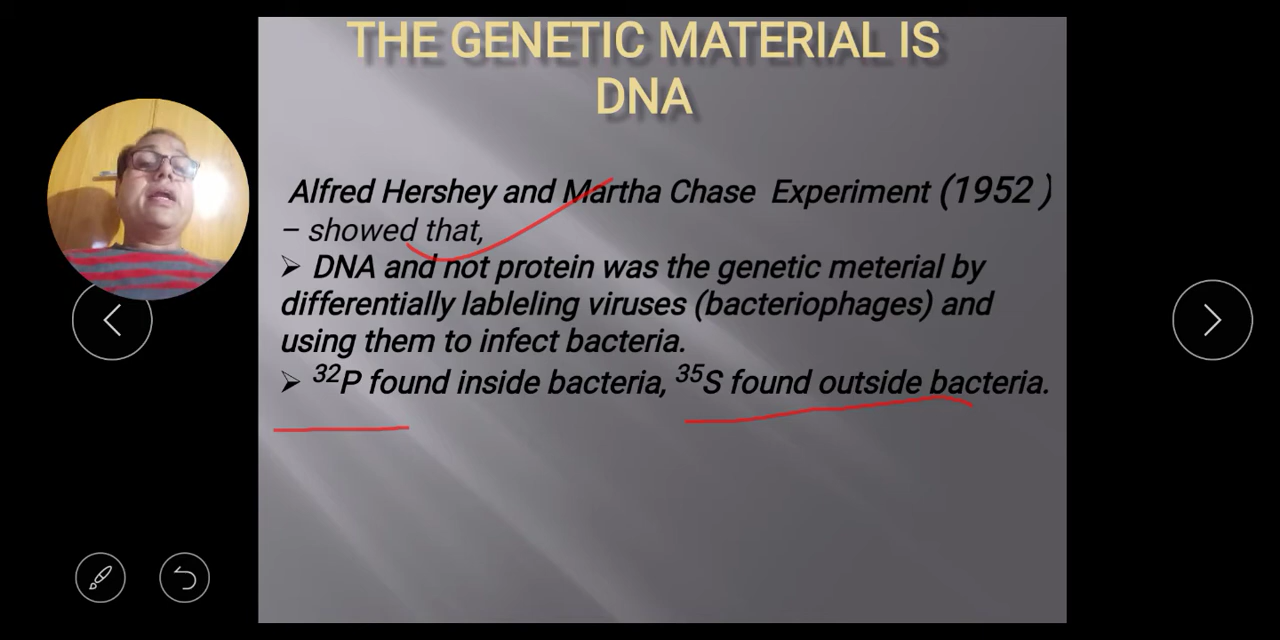 THE GENETIC MATERIAL IS
DNA
Alfred Hershey and Martha Chase Experiment (1952 )
– showed that,
➢ DNA and not protein was the genetic meterial by
differentially lableling viruses (bacteriophages) and
using them to infect bacteria.
➢ ³²P found inside bacteria, ³⁵S found outside bacteria.